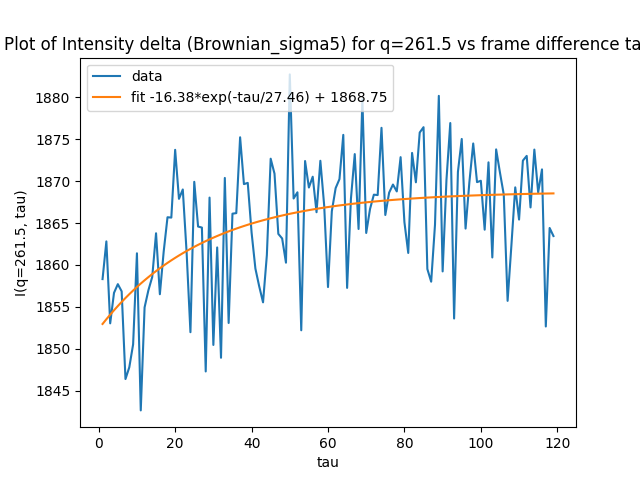 Plot of Intensity delta (Brownian_sigma5) for q=261.5 vs frame difference ta
data
fit -16.38*exp(-tau/27.46) + 1868.75
I(q=261.5, tau)
1880
1875
1870
1865
1860
1855
1850
1845
0 20 40 60 80 100 120
tau